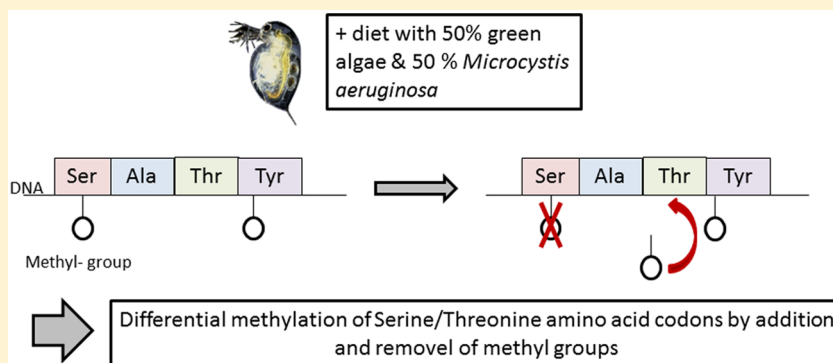 + diet with 50% green
algae & 50 % Microcystis
aeruginosa
DNA Ser Ala Thr Tyr Ser Ala Thr Tyr
Methyl- group
Differential methylation of Serine/Threonine amino acid codons by addition
and removel of methyl groups